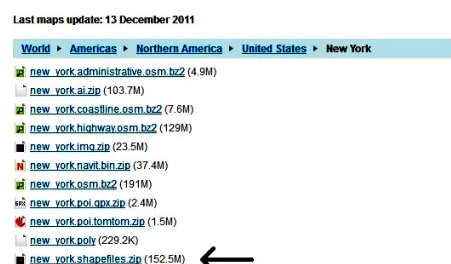 Last maps update: 13 December 2011
World ▸ Americas ▸ Northern America ▸ United States ▸ New York
new_york.administrative.osm.bz2 (4.9M)
new_york.ai.zip (103.7M)
new_york.coastline.osm.bz2 (7.6M)
new_york.highway.osm.bz2 (129M)
new_york.img.zip (23.5M)
N new_york.navit.bin.zip (37.4M)
new_york.osm.bz2 (191M)
GPX new_york.poi.gpx.zip (2.4M)
new_york.poi.tomtom.zip (1.5M)
new_york.poly (229.2K)
new_york.shapefiles.zip (152.5M)